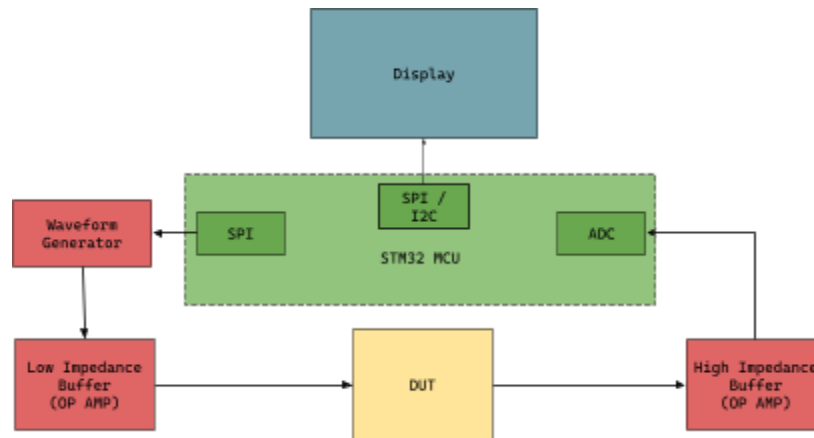 Display
SPI /
I2C
Waveform
Generator
SPI
ADC
STM32 MCU
Low Impedance
Buffer
(OP AMP)
DUT
High Impedance
Buffer
(OP AMP)